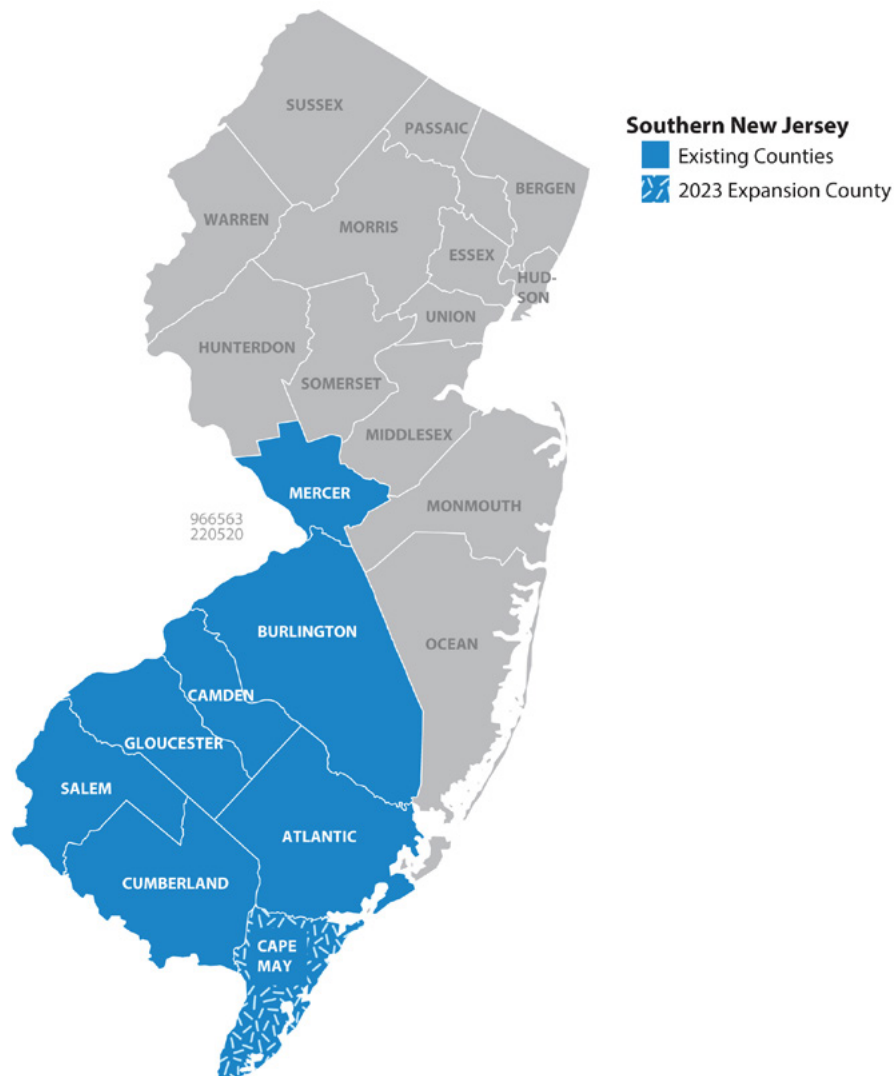 SUSSEX
PASSAIC
Southern New Jersey
Existing Counties
2023 Expansion County
BERGEN
WARREN
MORRIS
ESSEX
HUD-
SON
UNION
HUNTERDON
SOMERSET
MIDDLESEX
MERCER
MONMOUTH
966563
220520
BURLINGTON
OCEAN
CAMDEN
GLOUCESTER
SALEM
ATLANTIC
CUMBERLAND
CAPE
MAY